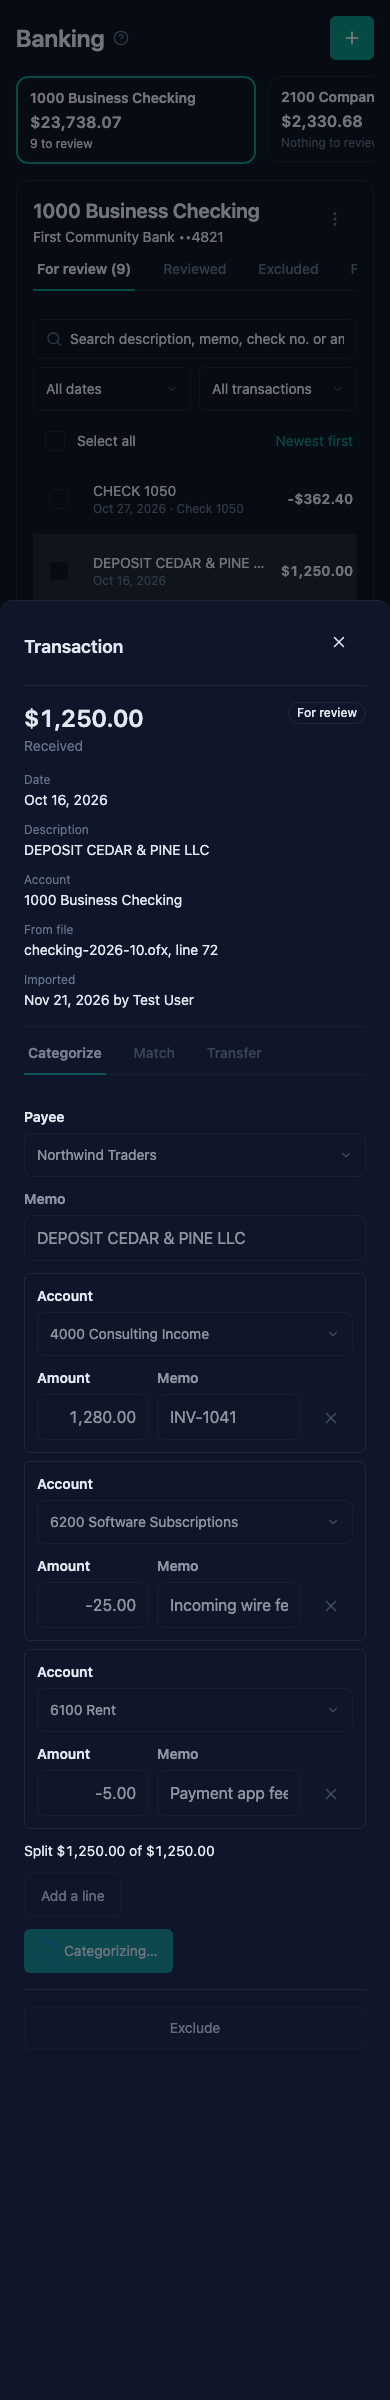 Banking
1000 Business Checking
$23,738.07
9 to review
2100 Compan
$2,330.68
Nothing to review
1000 Business Checking
First Community Bank ••4821
For review (9)
Reviewed
Excluded
F
Search description, memo, check no. or am
All dates
All transactions
Select all
Newest first
CHECK 1050
-$362.40
Oct 27, 2026 · Check 1050
DEPOSIT CEDAR & PINE ...
$1,250.00
Oct 16, 2026
Transaction
$1,250.00
For review
Received
Date
Oct 16, 2026
Description
DEPOSIT CEDAR & PINE LLC
Account
1000 Business Checking
From file
checking-2026-10.ofx, line 72
Imported
Nov 21, 2026 by Test User
Categorize
Match
Transfer
Payee
Northwind Traders
Memo
DEPOSIT CEDAR & PINE LLC
Account
4000 Consulting Income
Amount
Memo
1,280.00
INV-1041
Account
6200 Software Subscriptions
Amount
Memo
-25.00
Incoming wire fe
Account
6100 Rent
Amount
Memo
-5.00
Payment app fee
Split $1,250.00 of $1,250.00
Add a line
Categorizing...
Exclude